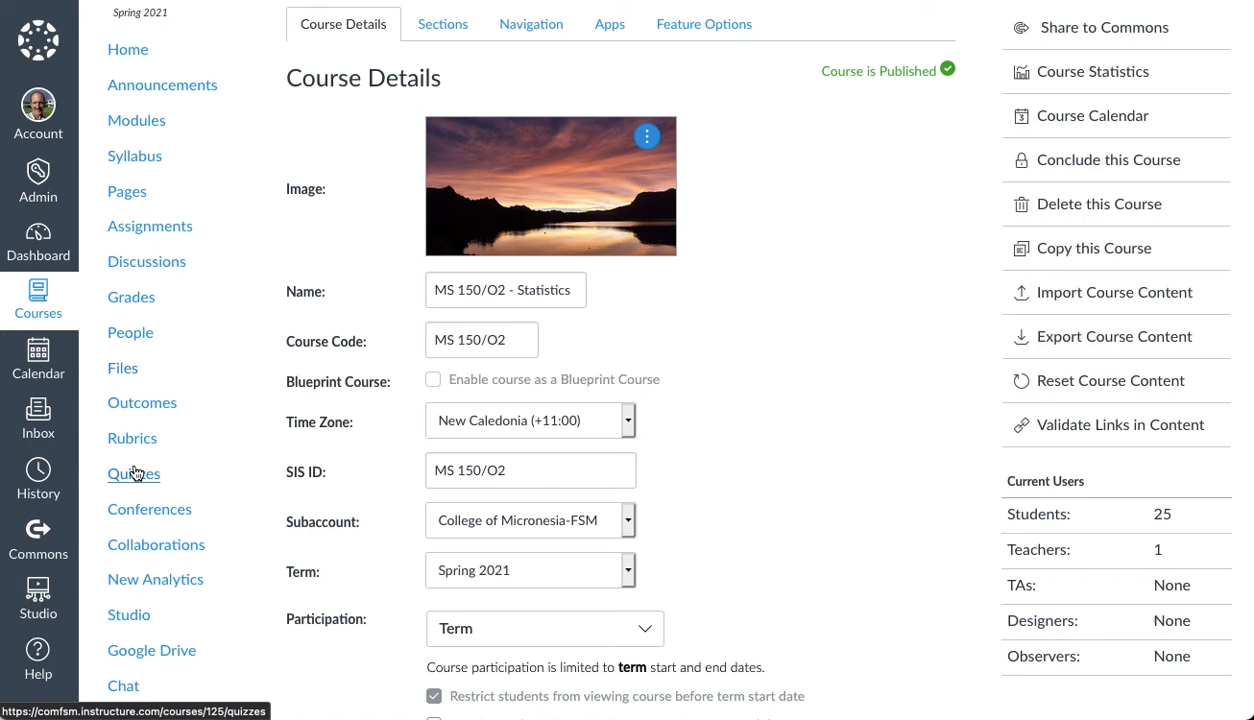 Spring 2021
Home
Announcements
Modules
Syllabus
Pages
Assignments
Discussions
Grades
People
Files
Outcomes
Rubrics
Quizzes
Conferences
Collaborations
New Analytics
Studio
Google Drive
Chat
Account
Admin
Dashboard
Courses
Calendar
Inbox
History
Commons
Studio
Help
https://comfsm.instructure.com/courses/125/quizzes
Course Details
Sections
Navigation
Apps
Feature Options
Course Details
Course is Published
Image:
Name: MS 150/O2 - Statistics
Course Code: MS 150/O2
Blueprint Course: Enable course as a Blueprint Course
Time Zone: New Caledonia (+11:00)
SIS ID: MS 150/O2
Subaccount: College of Micronesia-FSM
Term: Spring 2021
Participation: Term
Course participation is limited to term start and end dates.
Restrict students from viewing course before term start date
Share to Commons
Course Statistics
3 Course Calendar
Conclude this Course
Delete this Course
Copy this Course
Import Course Content
Export Course Content
Reset Course Content
Validate Links in Content
Current Users
Students: 25
Teachers: 1
TAs: None
Designers: None
Observers: None